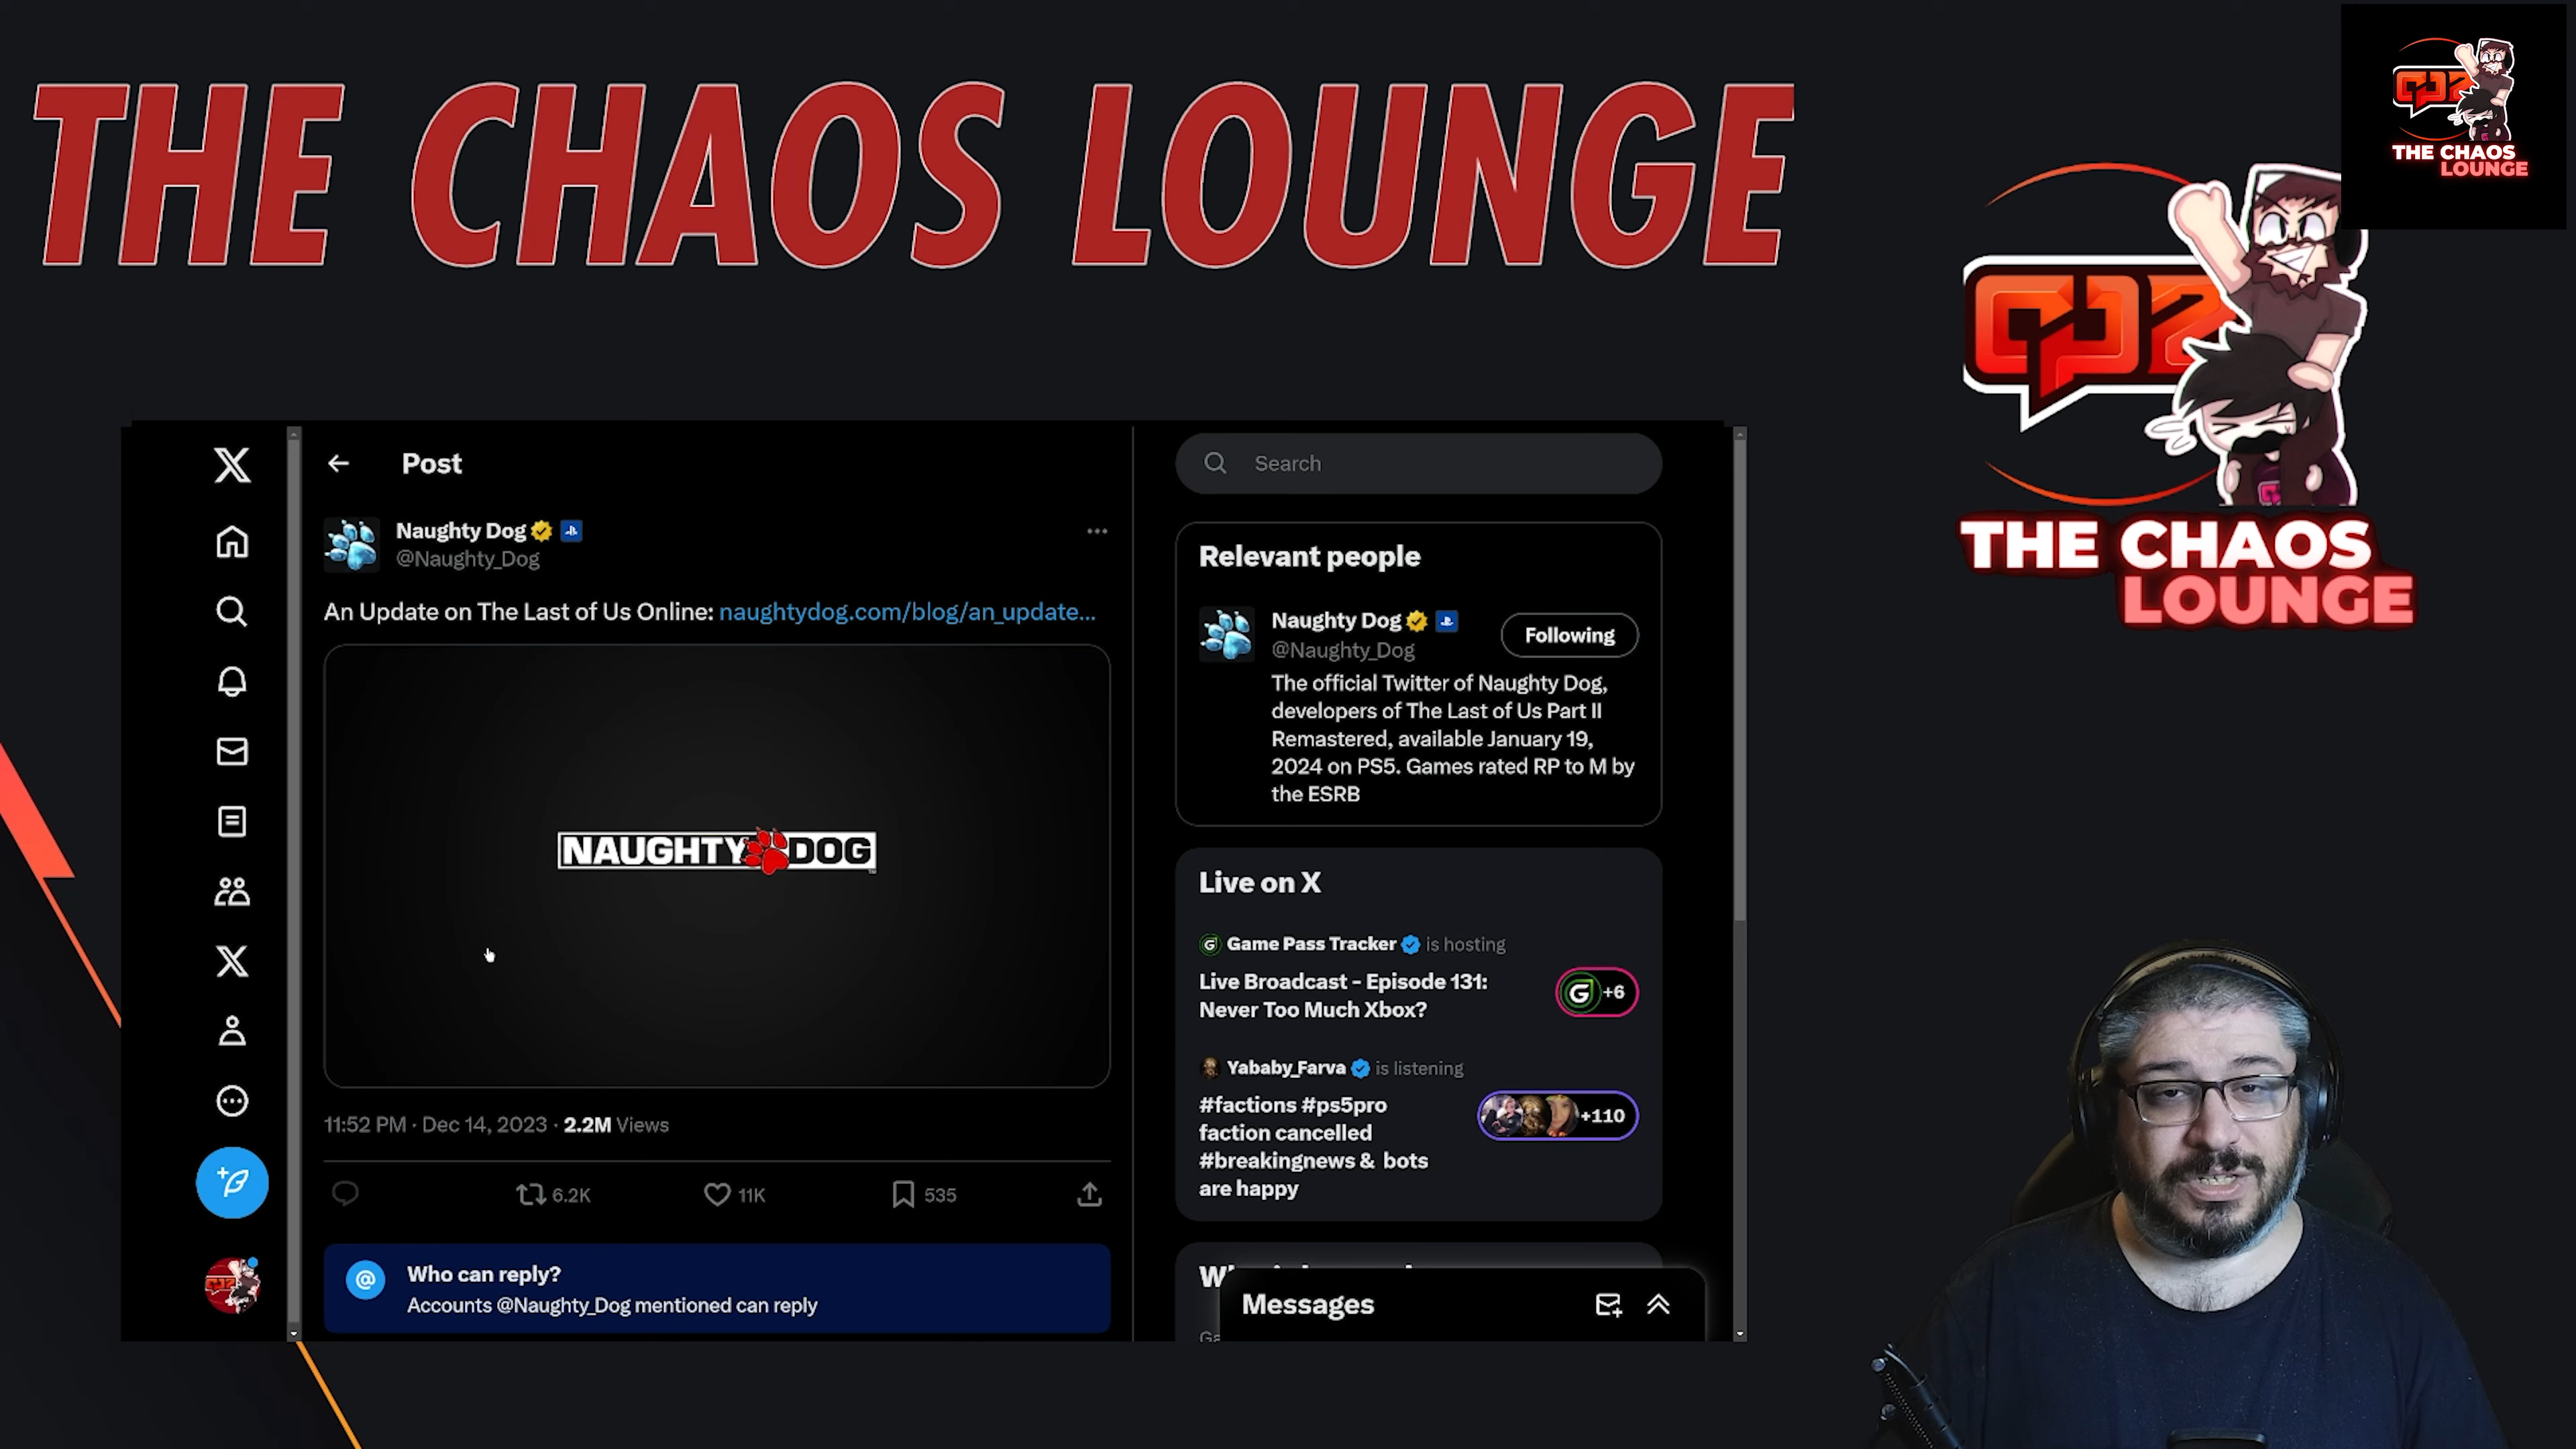 THE CHAOS LOUNGE
THE CHAOS
LOUNGE
THE CHAOS
LOUNGE
Post
Naughty Dog
@Naughty_Dog
An Update on The Last of Us Online: naughtydog.com/blog/an_update...
NAUGHTY DOG
11:52 PM · Dec 14, 2023 · 2.2M Views
6.2K
11K
535
Who can reply?
Accounts @Naughty_Dog mentioned can reply
Search
Relevant people
Naughty Dog
@Naughty_Dog
Following
The official Twitter of Naughty Dog,
developers of The Last of Us Part II
Remastered, available January 19,
2024 on PS5. Games rated RP to M by
the ESRB
Live on X
Game Pass Tracker is hosting
Live Broadcast - Episode 131:
Never Too Much Xbox?
+6
Yababy_Farva is listening
#factions #ps5pro
faction cancelled
#breakingnews & bots
are happy
+110
Messages